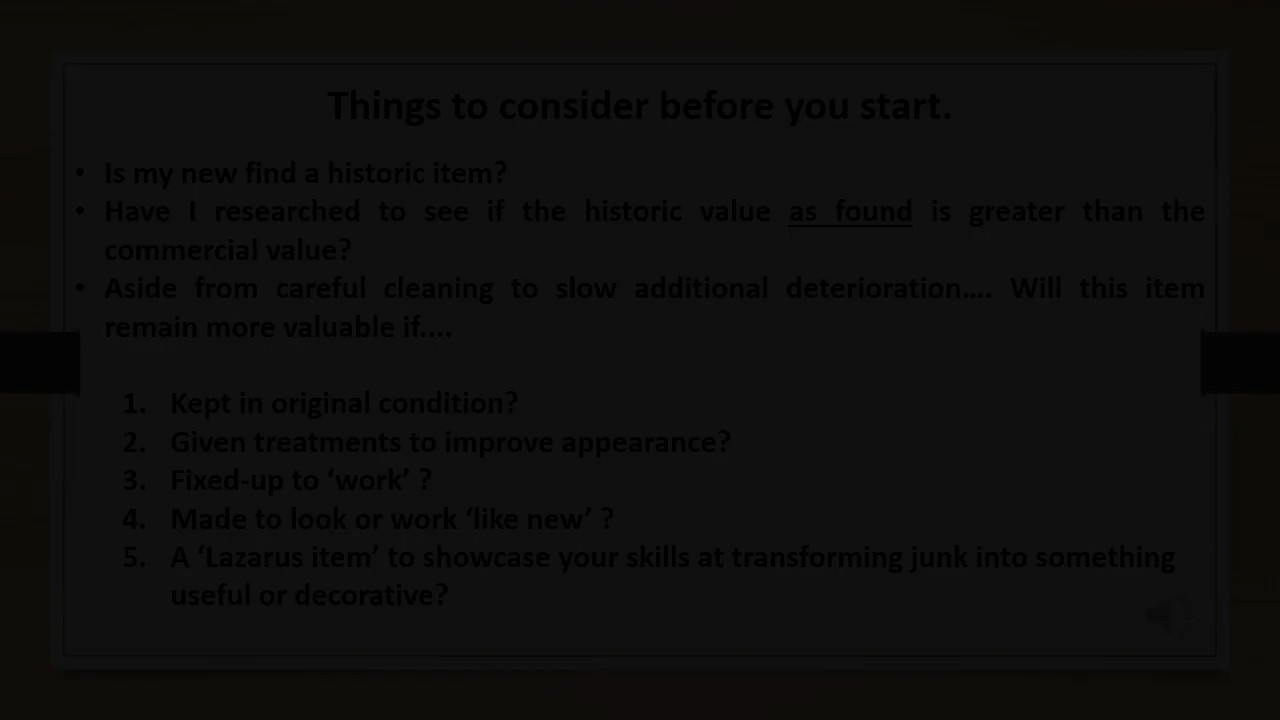 Things to consider before you start.
• Is my new find a historic item?
• Have I researched to see if the historic value as found is greater than the
commercial value?
• Aside from careful cleaning to slow additional deterioration…. Will this item
remain more valuable if....
1. Kept in original condition?
2. Given treatments to improve appearance?
3. Fixed-up to ‘work’ ?
4. Made to look or work ‘like new’ ?
5. A ‘Lazarus item’ to showcase your skills at transforming junk into something
useful or decorative?